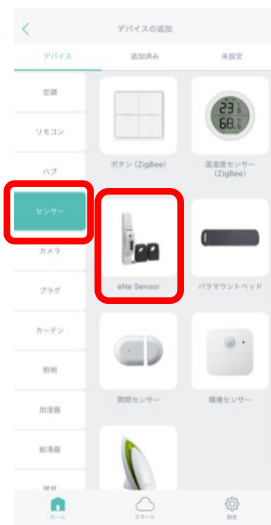 デバイスの追加
デバイス
追加済み
未設定
空調
リモコン
ハブ
センサー
カメラ
プラグ
カーテン
照明
加湿器
給湯器
ボタン (ZigBee)
温湿度センサー
(ZigBee)
eNe Sensor
パラマウントベッド
開閉センサー
環境センサー
ホーム
スマート
設定